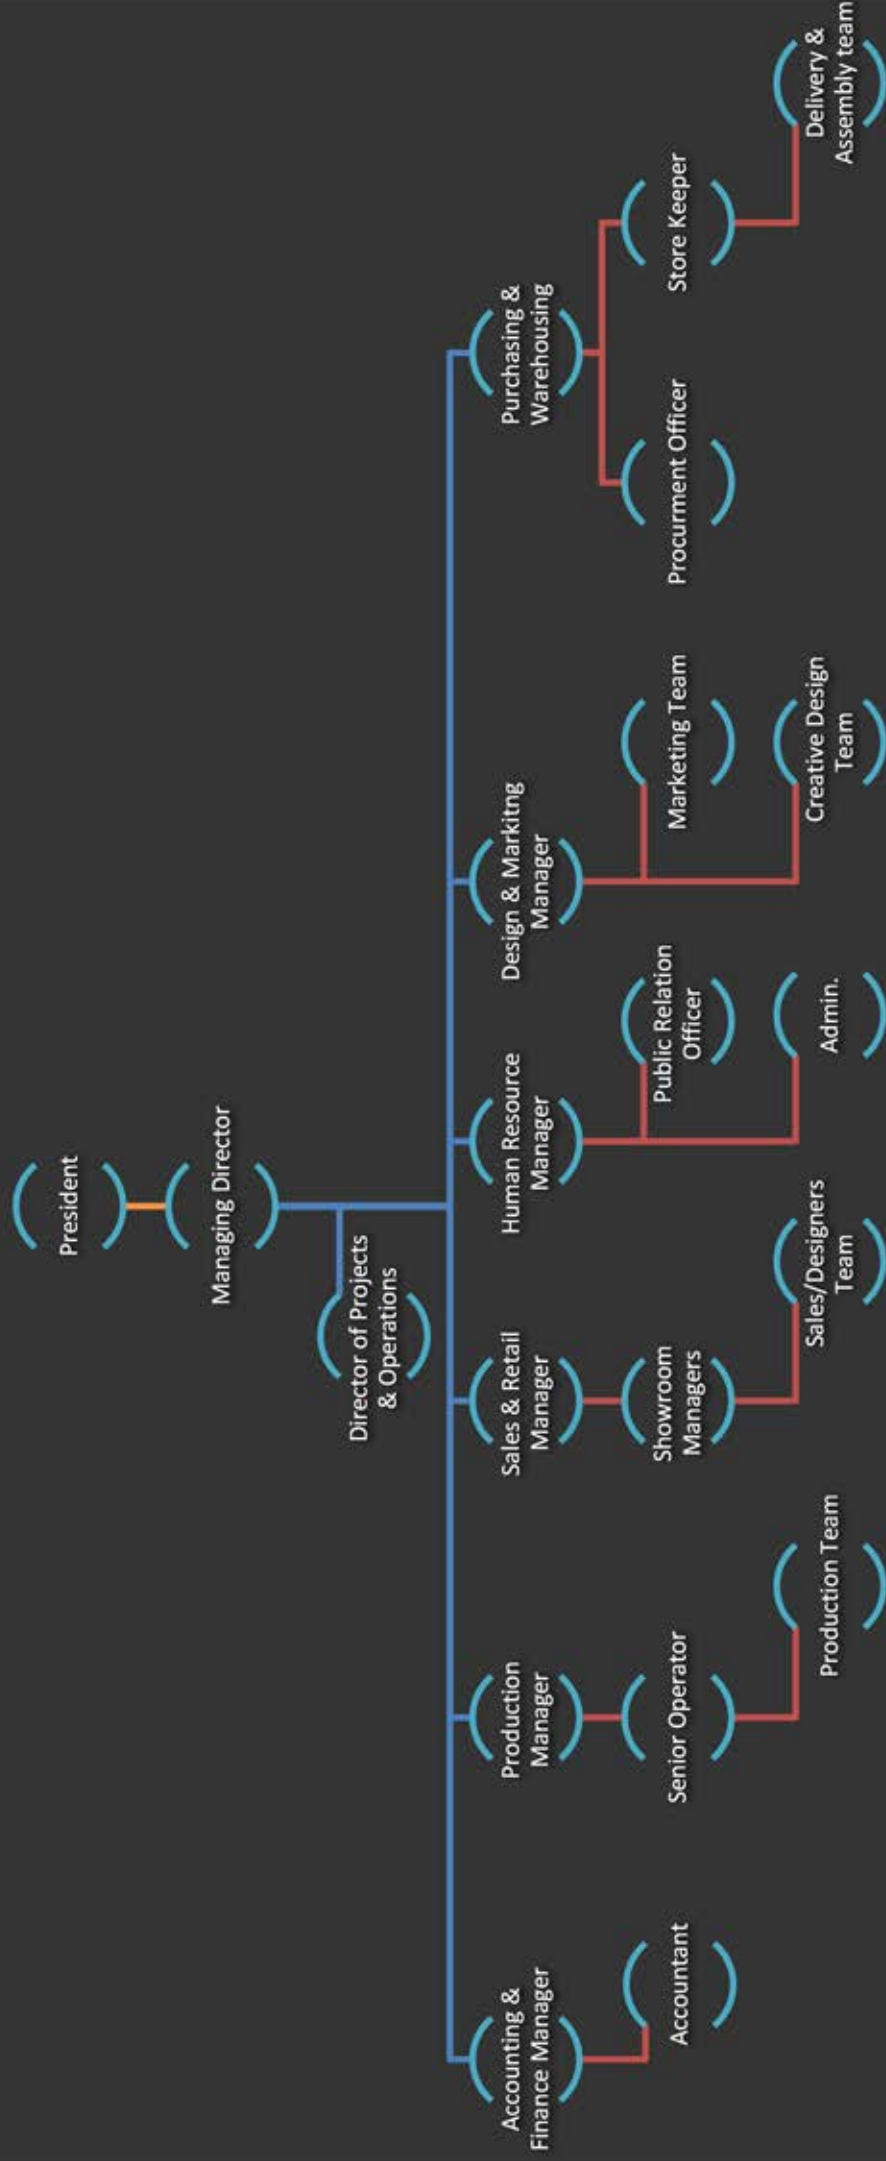 President
Managing Director
Director of Projects
& Operations
Accounting &
Finance Manager
Production
Manager
Sales & Retail
Manager
Human Resource
Manager
Design & Markitng
Manager
Purchasing &
Warehousing
Accountant
Senior Operator
Showroom
Managers
Public Relation
Officer
Marketing Team
Procurment Officer
Store Keeper
Production Team
Sales/Designers
Team
Admin.
Creative Design
Team
Delivery &
Assembly team